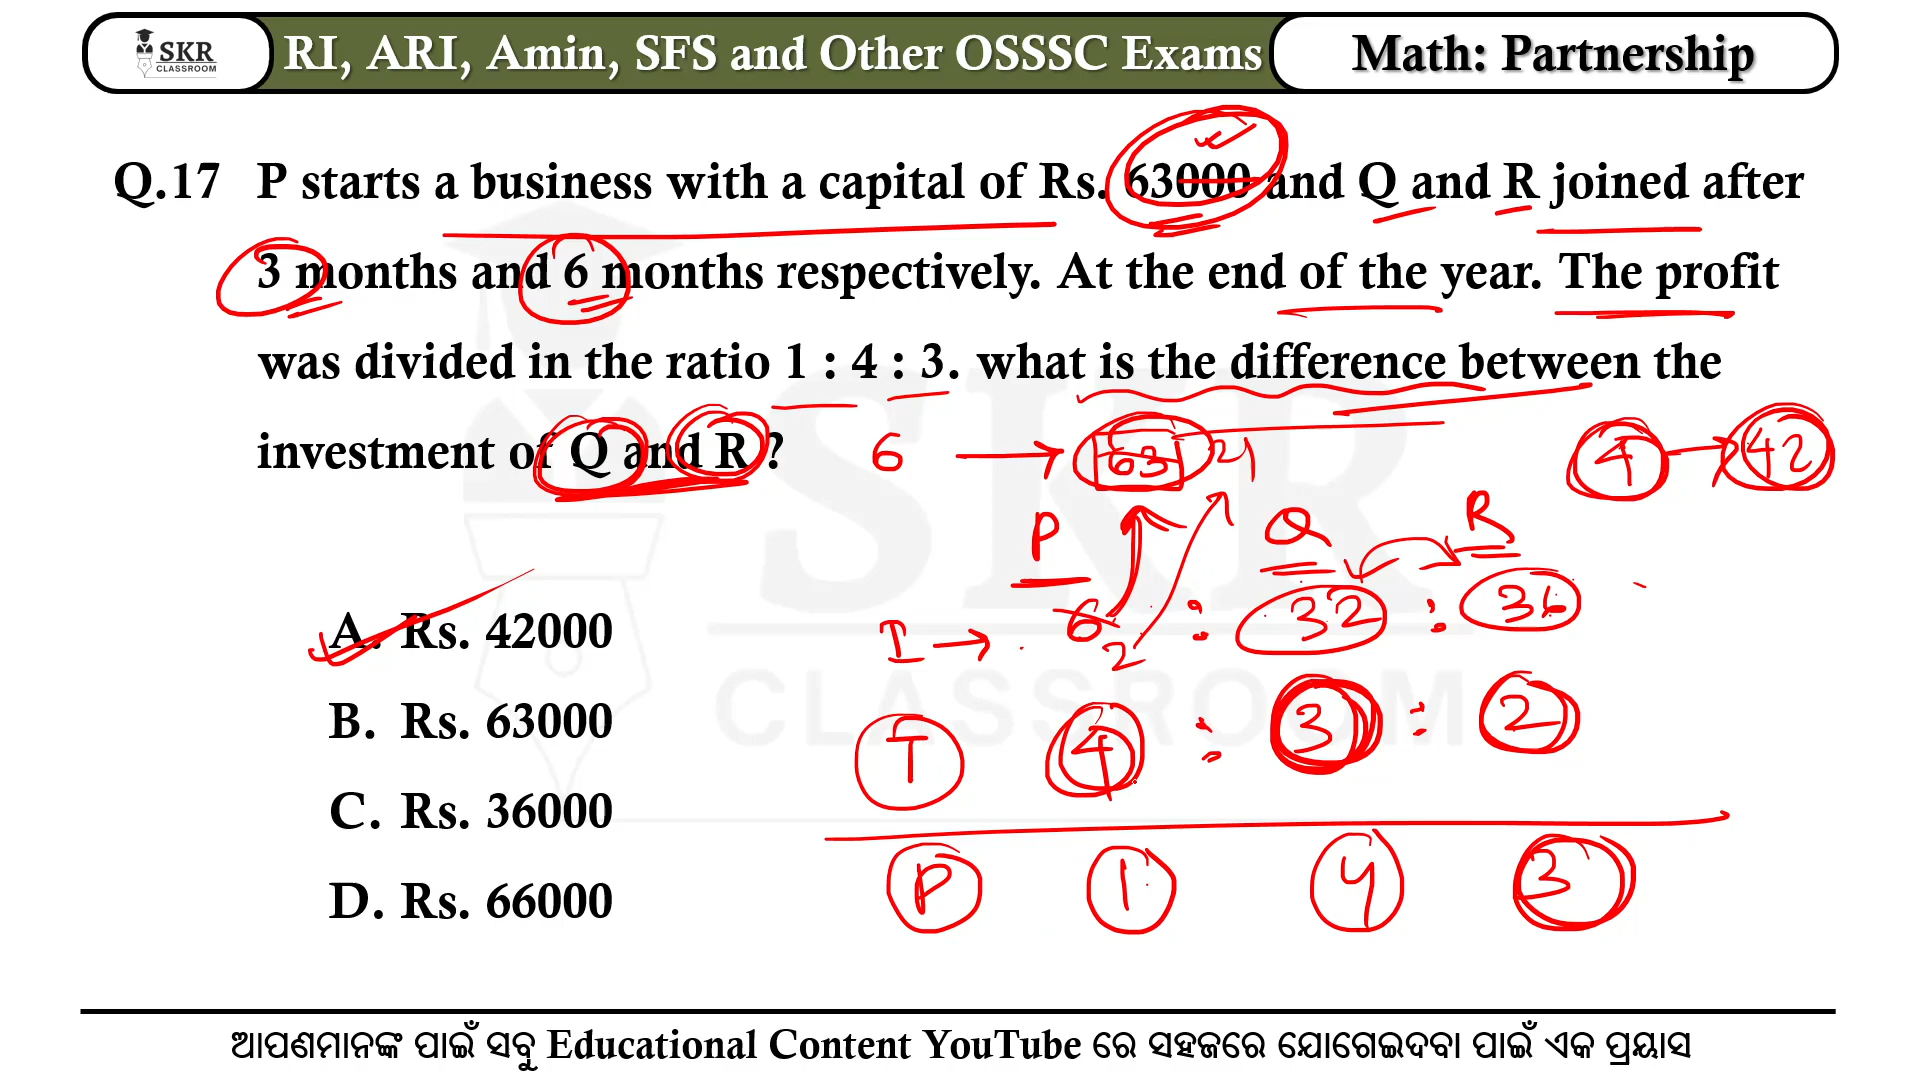 SKR
CLASSROOM
RI, ARI, Amin, SFS and Other OSSSC Exams
Math: Partnership
Q.17 P starts a business with a capital of Rs. 63000 and Q and R joined after
3 months and 6 months respectively. At the end of the year. The profit
was divided in the ratio 1 : 4 : 3. what is the difference between the
investment of Q and R ?
6 → 63 21
4 → 42
P Q R
I → 6 : 32 : 36
2
T 4 : 3 : 2
P 1 4 3
A. Rs. 42000
B. Rs. 63000
C. Rs. 36000
D. Rs. 66000
SKR
CLASSROOM
ଆପଣମାନଙ୍କ ପାଇଁ ସବୁ Educational Content YouTube ରେ ସହଜରେ ଯୋଗେଇଦବା ପାଇଁ ଏକ ପ୍ରୟାସ